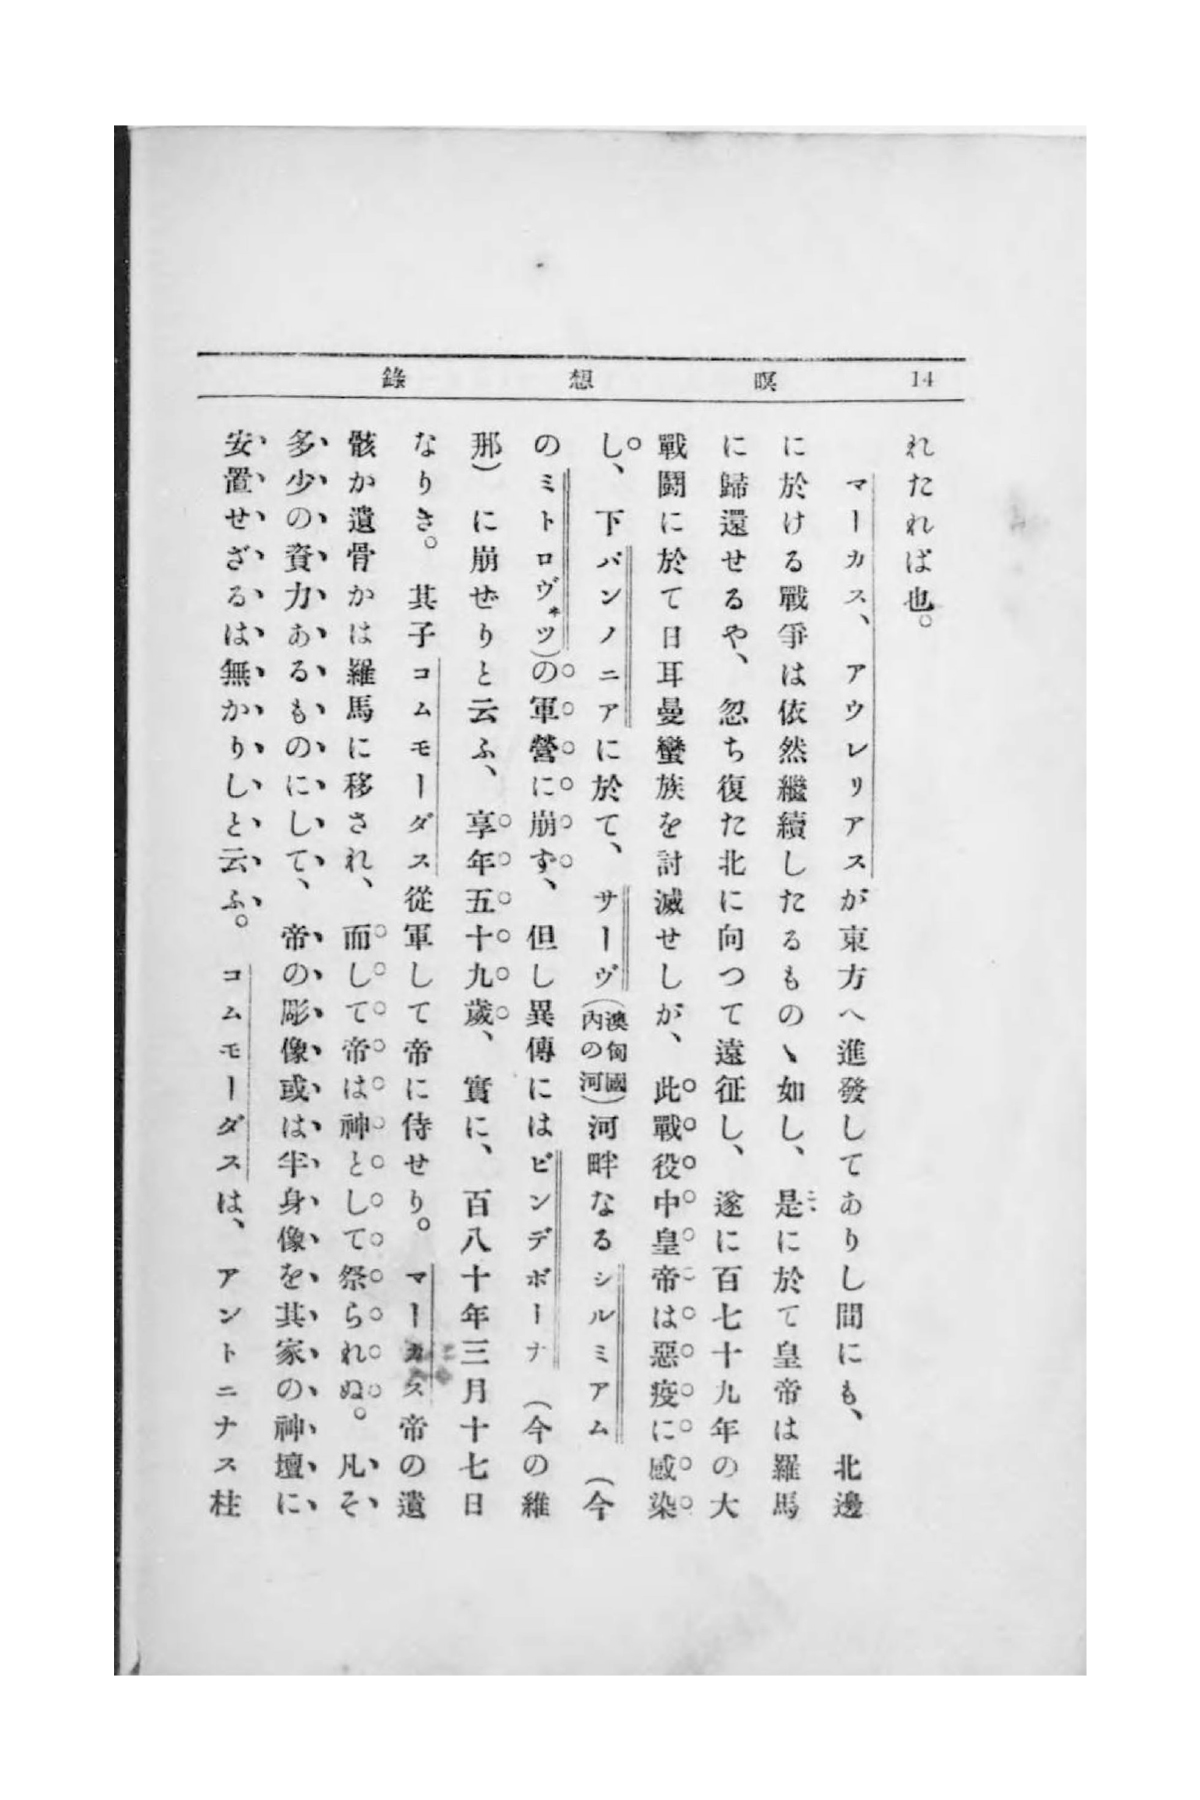 14 瞑想錄
れたれば也。
マーカス、アウレリアスが東方へ進發してありし間にも、北邊
に於ける戰爭は依然繼續したるものゝ如し、是に於て皇帝は羅馬
に歸還せるや、忽ち復た北に向つて遠征し、遂に百七十九年の大
戰鬪に於て日耳曼蠻族を討滅せしが、此戰役中皇帝は惡疫に感染
し、下パンノニアに於て、サーヴ(澳匈國內の河)河畔なるシルミアム(今
のミトロヴィツ)の軍營に崩ず、但し異傳にはビンデボーナ(今の維
那)に崩ぜりと云ふ、享年五十九歲、實に、百八十年三月十七日
なりき。其子コムモーダス從軍して帝に侍せり。マーカス帝の遺
骸か遺骨かは羅馬に移され、而して帝は神として祭られぬ。凡そ
多少の資力あるものにして、帝の彫像或は半身像を其家の神壇に
安置せざるは無かりしと云ふ。コムモーダスは、アントニナス柱